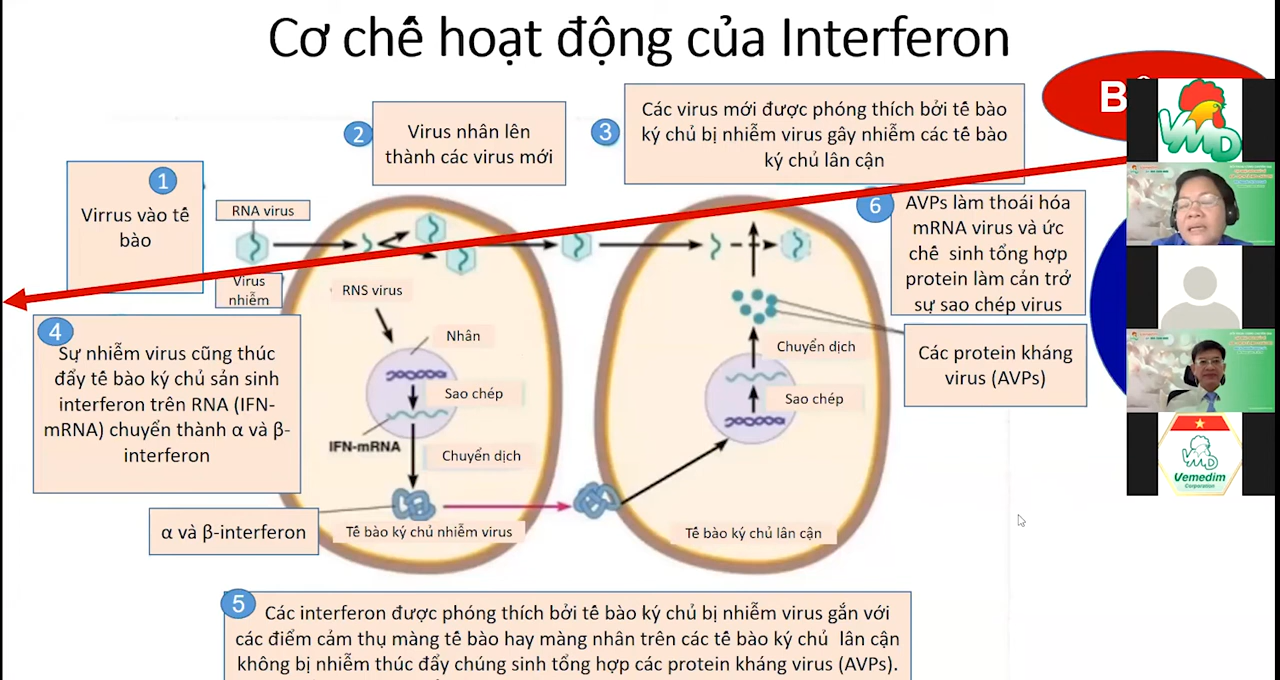 Cơ chế hoạt động của Interferon
1
Virrus vào tế
bào
2
Virus nhân lên
thành các virus mới
3
Các virus mới được phóng thích bởi tế bào
ký chủ bị nhiễm virus gây nhiễm các tế bào
ký chủ lân cận
RNA virus
Virus
nhiễm
RNS virus
Nhân
Sao chép
IFN-mRNA
Chuyển dịch
4
Sự nhiễm virus cũng thúc
đẩy tế bào ký chủ sản sinh
interferon trên RNA (IFN-
mRNA) chuyển thành α và β-
interferon
α và β-interferon
Tế bào ký chủ nhiễm virus
Chuyển dịch
Sao chép
Tế bào ký chủ lân cận
6
AVPs làm thoái hóa
mRNA virus và ức
chế sinh tổng hợp
protein làm cản trở
sự sao chép virus
Các protein kháng
virus (AVPs)
5
Các interferon được phóng thích bởi tế bào ký chủ bị nhiễm virus gắn với
các điểm cảm thụ màng tế bào hay màng nhân trên các tế bào ký chủ lân cận
không bị nhiễm thúc đẩy chúng sinh tổng hợp các protein kháng virus (AVPs).
VMD
VMD
Vemedim
Corporation